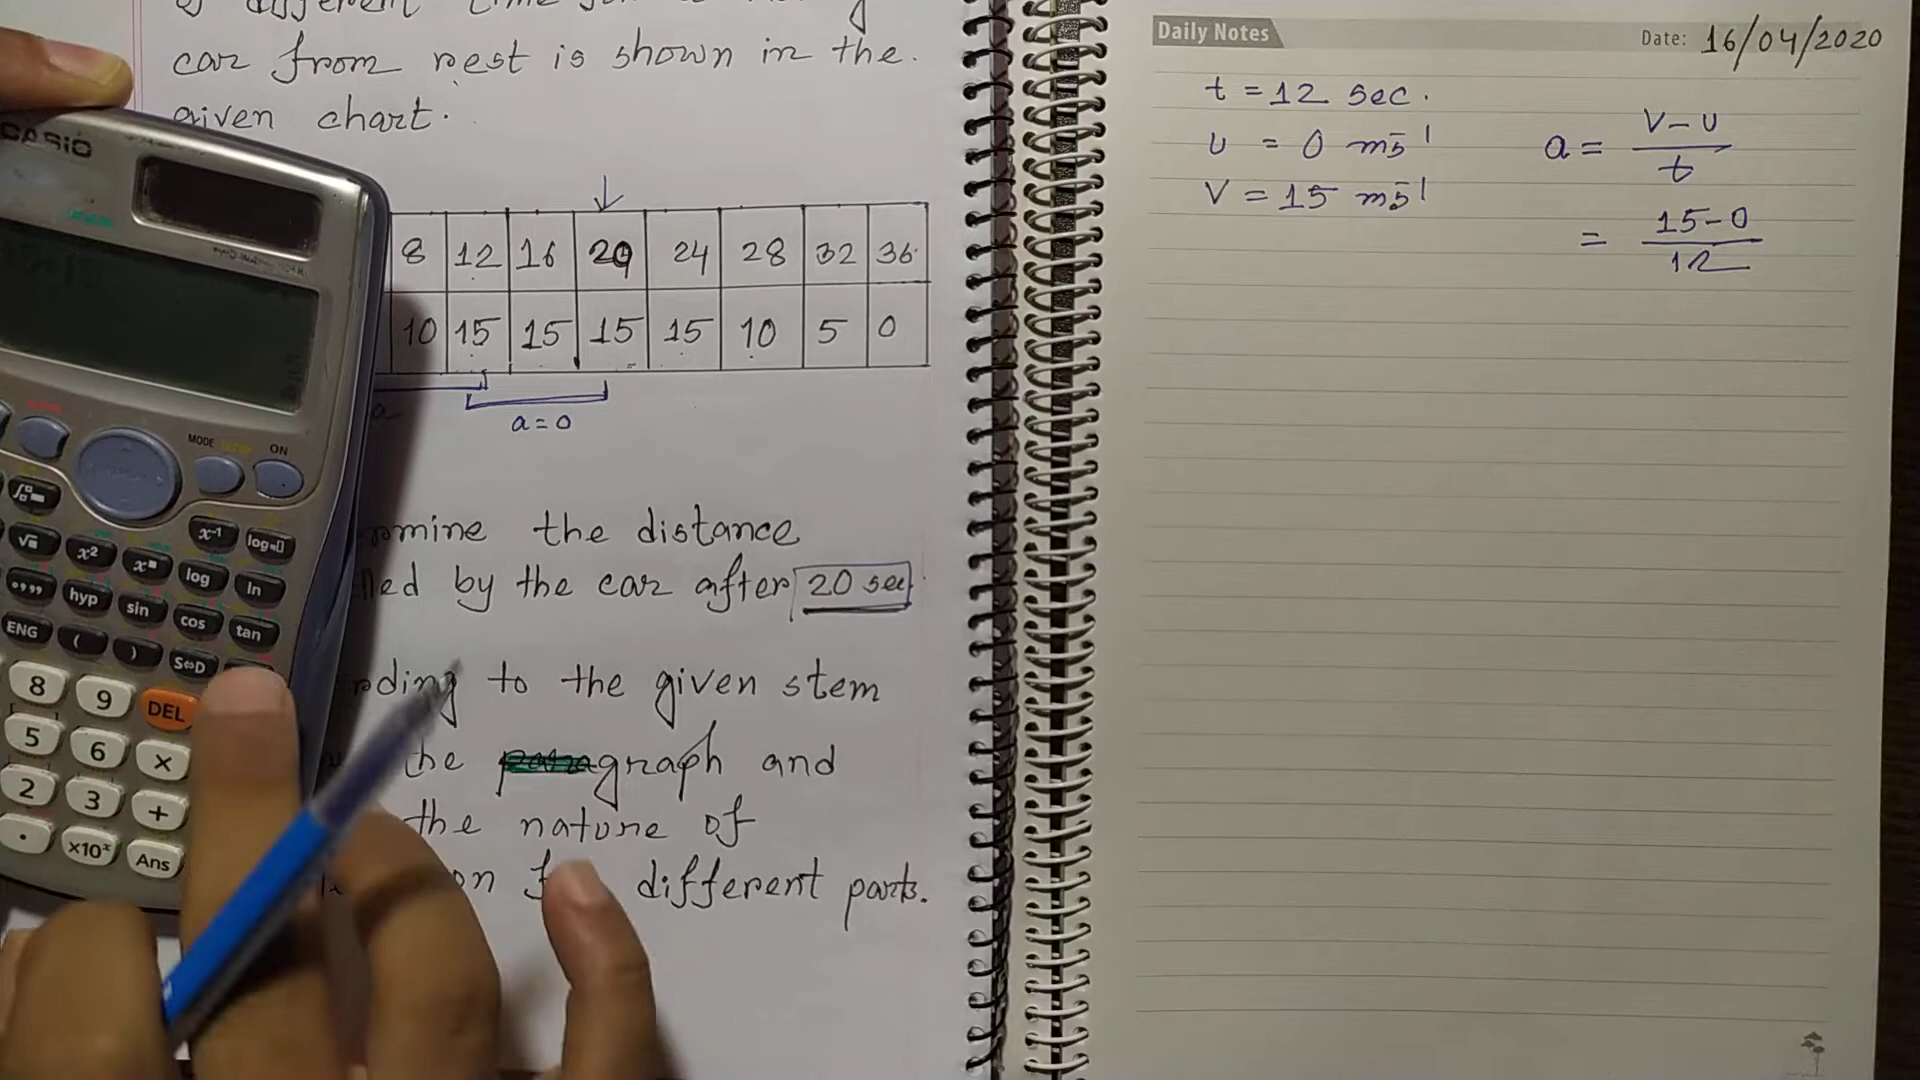 different time
car from rest is shown in the.
given chart.
8 12 16 20 24 28 32 36
10 15 15 15 15 10 5 0
a
a = 0
the distance
by the car after 20 sec.
to the given stem
graph and
the nature of
different parts.
CASIO
MODE ON
x⁻¹ log
x² x■ log ln
hyp sin cos tan
ENG ( ) S⇔D
8 9 DEL
5 6 ×
2 3 +
. ×10ˣ Ans
Daily Notes
Date: 16/04/2020
t = 12 sec.
u = 0 ms⁻¹
v = 15 ms⁻¹
a = v-u / t
= 15-0 / 12